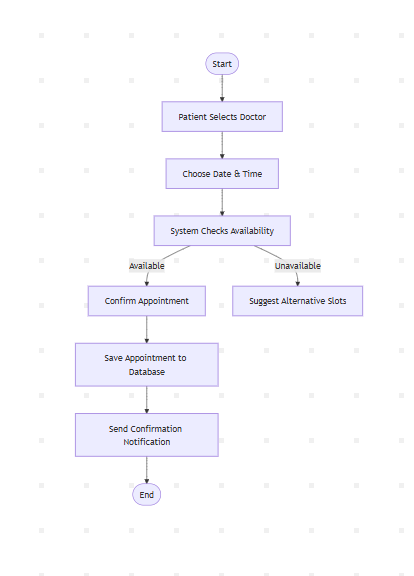 Start
Patient Selects Doctor
Choose Date & Time
System Checks Availability
Available
Unavailable
Confirm Appointment
Suggest Alternative Slots
Save Appointment to
Database
Send Confirmation
Notification
End